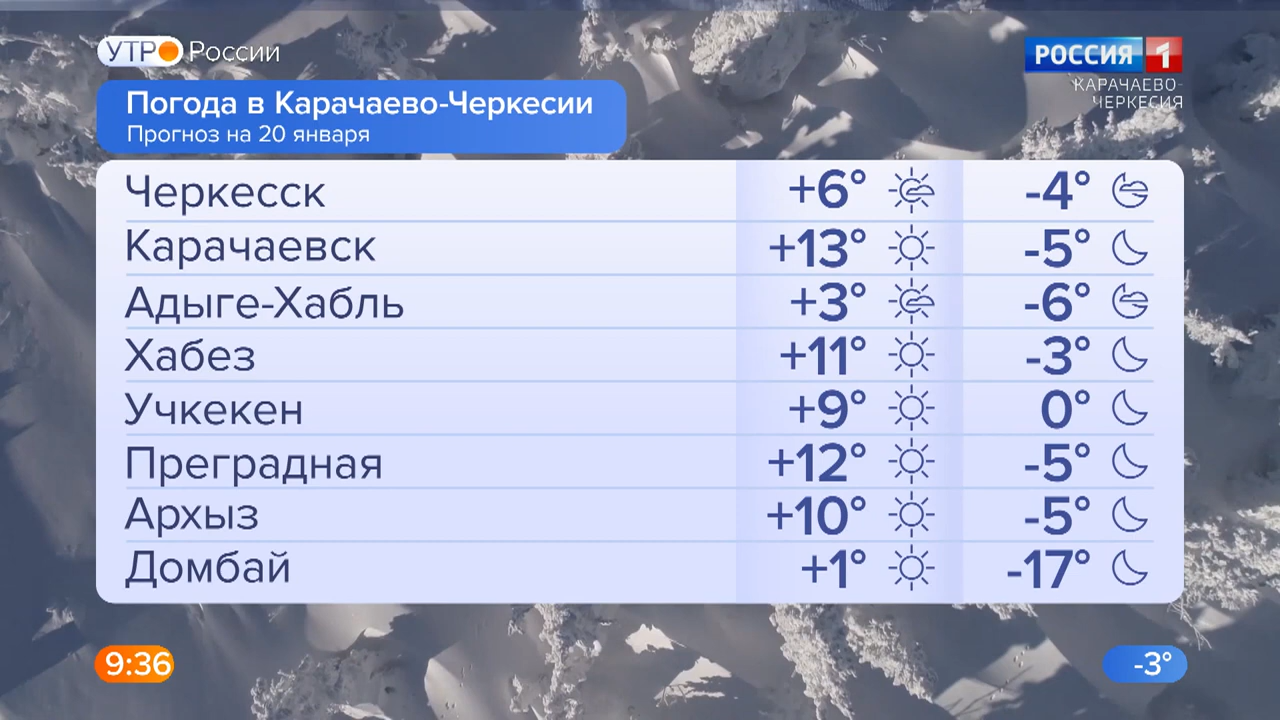 УТРО России
РОССИЯ 1
КАРАЧАЕВО-
ЧЕРКЕСИЯ
Погода в Карачаево-Черкесии
Прогноз на 20 января
Черкесск +6° -4°
Карачаевск +13° -5°
Адыге-Хабль +3° -6°
Хабез +11° -3°
Учкекен +9° 0°
Преградная +12° -5°
Архыз +10° -5°
Домбай +1° -17°
9:36 -3°